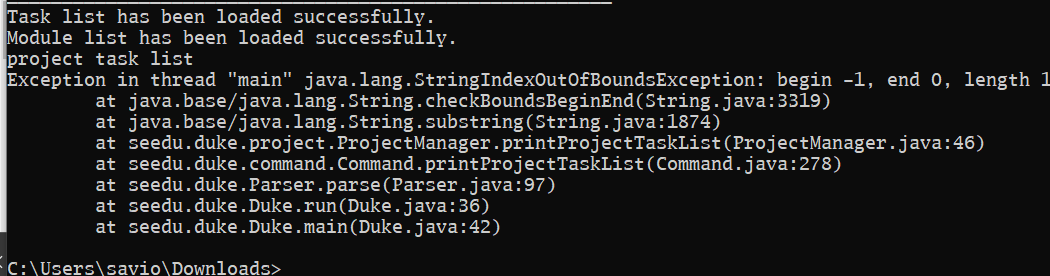 Task list has been loaded successfully.
Module list has been loaded successfully.
project task list
Exception in thread "main" java.lang.StringIndexOutOfBoundsException: begin -1, end 0, length 1
        at java.base/java.lang.String.checkBoundsBeginEnd(String.java:3319)
        at java.base/java.lang.String.substring(String.java:1874)
        at seedu.duke.project.ProjectManager.printProjectTaskList(ProjectManager.java:46)
        at seedu.duke.command.Command.printProjectTaskList(Command.java:278)
        at seedu.duke.Parser.parse(Parser.java:97)
        at seedu.duke.Duke.run(Duke.java:36)
        at seedu.duke.Duke.main(Duke.java:42)
C:\Users\savio\Downloads>